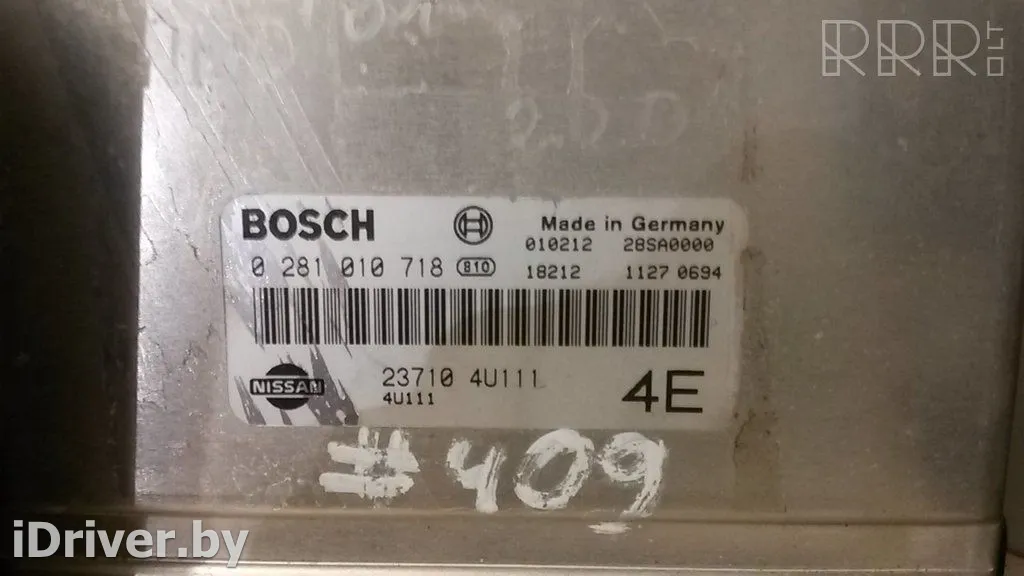 RRR.LT
BOSCH
Made in Germany
010212 28SA0000
0 281 010 718 810
18212 1127 0694
NISSAN
23710 4U111
4U111
4E
#409
iDriver.by